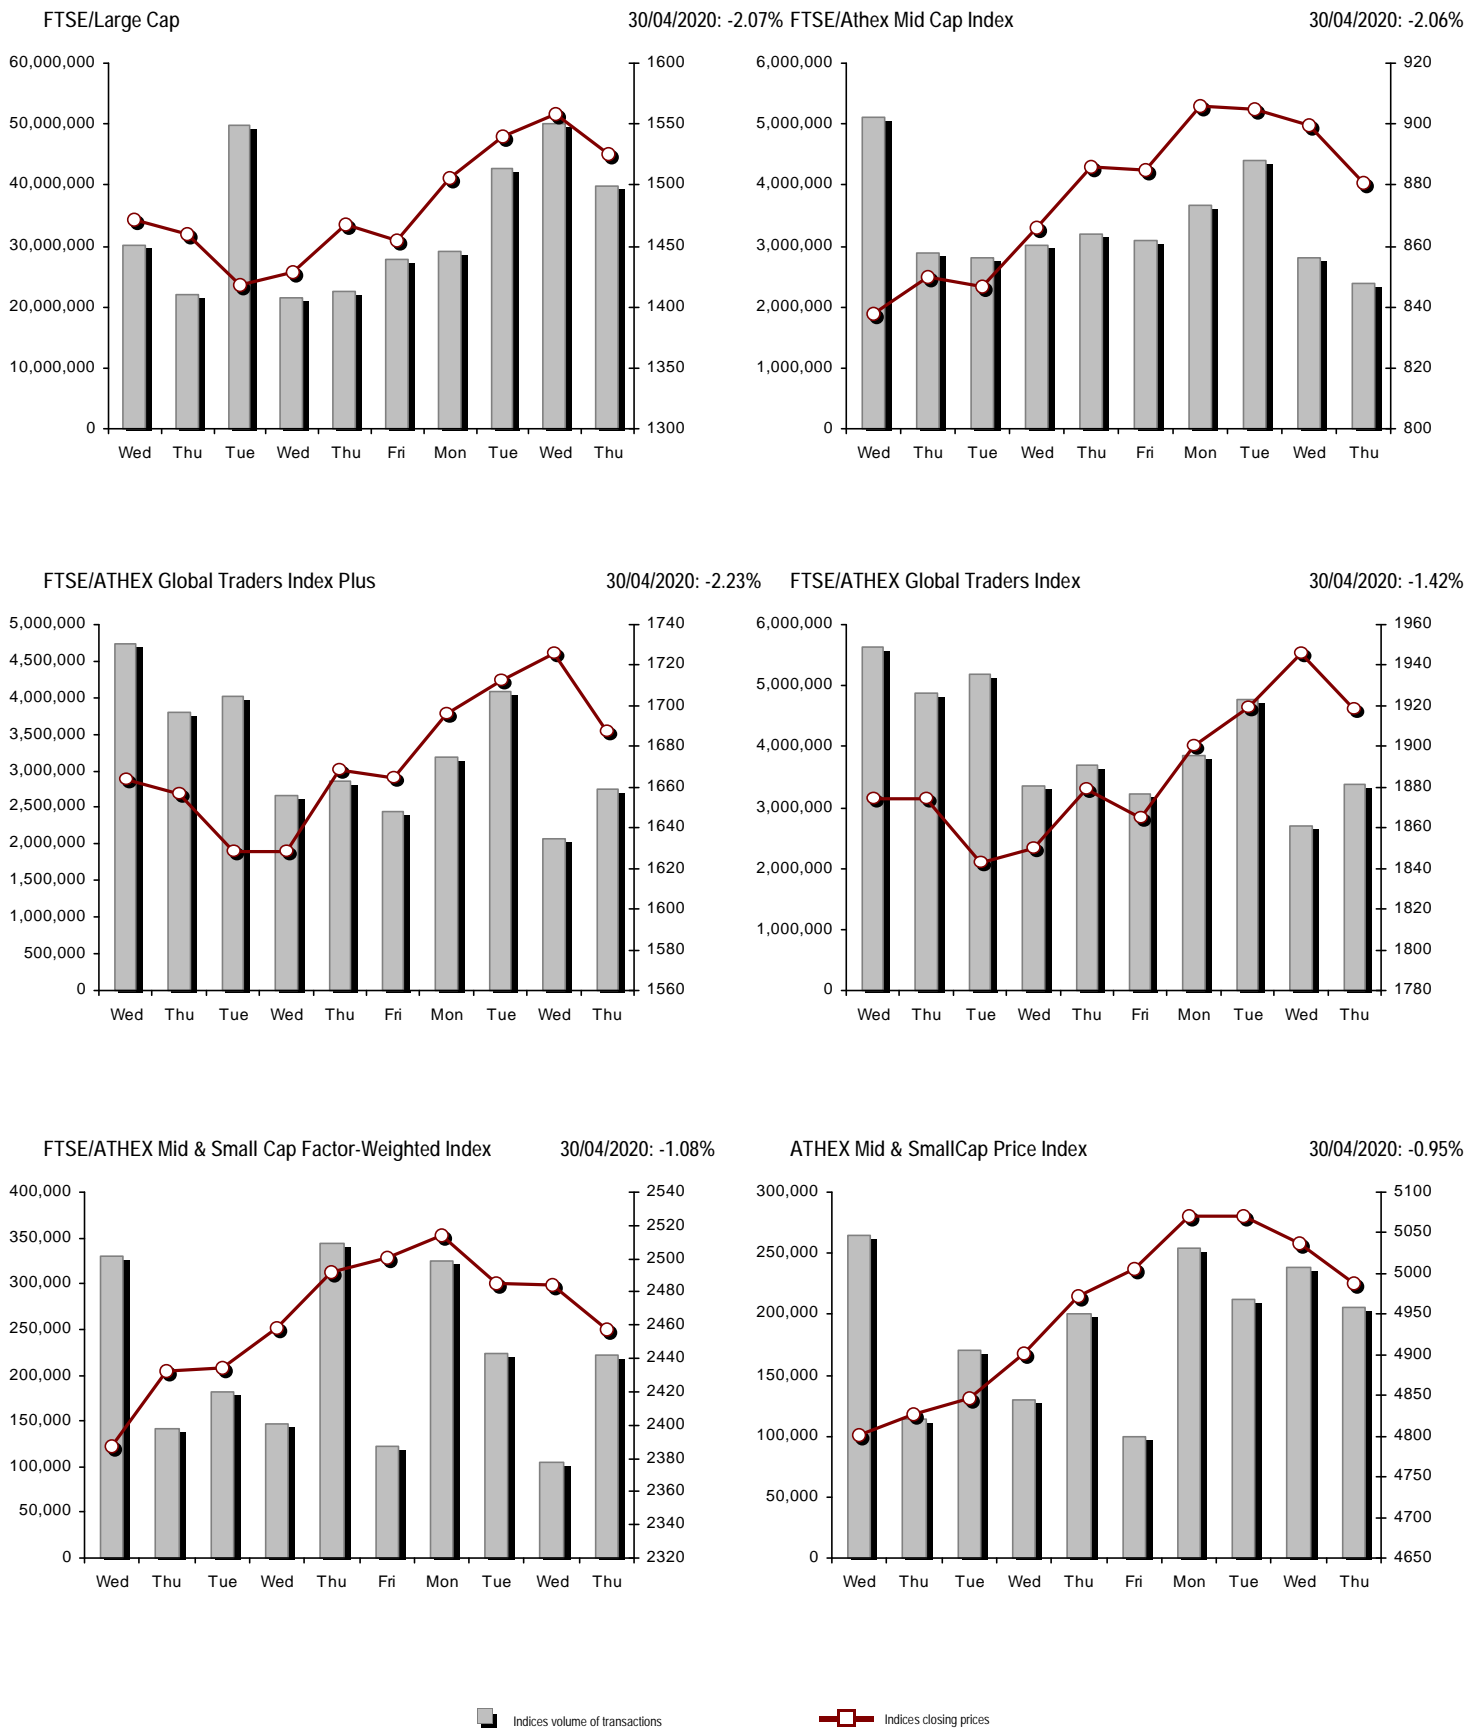 FTSE/Large Cap 30/04/2020: -2.07% FTSE/Athex Mid Cap Index 30/04/2020: -2.06%
60,000,000 1600 6,000,000 920
50,000,000 1550 5,000,000 900
40,000,000 1500 4,000,000 880
30,000,000 1450 3,000,000 860
20,000,000 1400 2,000,000 840
10,000,000 1350 1,000,000 820
0 1300 0 800
Wed Thu Tue Wed Thu Fri Mon Tue Wed Thu Wed Thu Tue Wed Thu Fri Mon Tue Wed Thu
FTSE/ATHEX Global Traders Index Plus 30/04/2020: -2.23% FTSE/ATHEX Global Traders Index 30/04/2020: -1.42%
5,000,000 1740 6,000,000 1960
4,500,000 1720 1940
4,000,000 1700 5,000,000 1920
3,500,000 1680 4,000,000 1900
3,000,000 1660 1880
2,500,000 1640 3,000,000 1860
2,000,000 1620 2,000,000 1840
1,500,000 1600 1820
1,000,000 1580 1,000,000 1800
500,000 1560 0 1780
0
Wed Thu Tue Wed Thu Fri Mon Tue Wed Thu Wed Thu Tue Wed Thu Fri Mon Tue Wed Thu
FTSE/ATHEX Mid & Small Cap Factor-Weighted Index 30/04/2020: -1.08% ATHEX Mid & SmallCap Price Index 30/04/2020: -0.95%
400,000 2540 300,000 5100
350,000 2520 5050
300,000 2500 250,000 5000
250,000 2480 200,000 4950
200,000 2460 150,000 4900
150,000 2440 4850
100,000 2420 100,000 4800
50,000 2400 4750
0 2380 50,000 4700
2360 0 4650
2340
2320
Wed Thu Tue Wed Thu Fri Mon Tue Wed Thu Wed Thu Tue Wed Thu Fri Mon Tue Wed Thu
Indices volume of transactions Indices closing prices